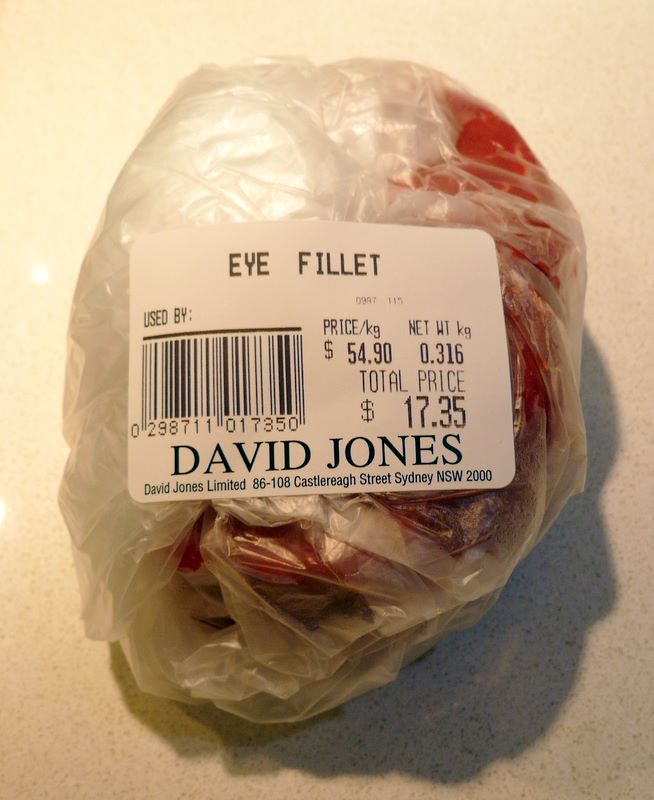 EYE FILLET
0987 115
USED BY:
PRICE/kg NET WT kg
$ 54.90 0.316
TOTAL PRICE
$ 17.35
0 298711 017350
DAVID JONES
David Jones Limited 86-108 Castlereagh Street Sydney NSW 2000